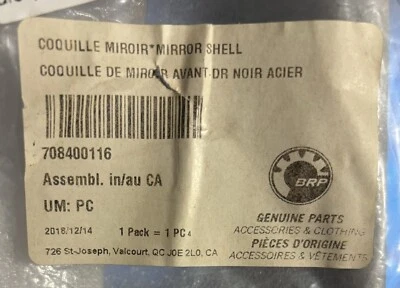 COQUILLE MIROIR*MIRROR SHELL
COQUILLE DE MIROIR AVANT DR NOIR ACIER
708400116
Assembl. in/au CA
UM: PC
2018/12/14 1 Pack = 1 PC
726 St-Joseph, Valcourt, QC J0E 2L0, CA
BRP
GENUINE PARTS
ACCESSORIES & CLOTHING
PIÈCES D'ORIGINE
ACCESSOIRES & VÊTEMENTS